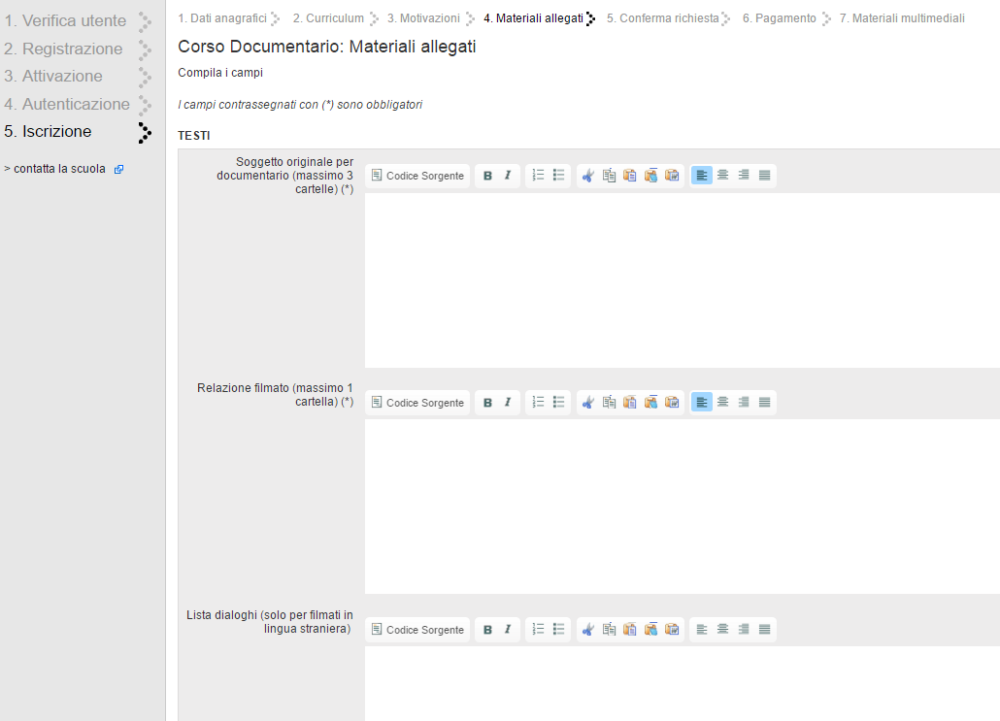 1. Verifica utente
2. Registrazione
3. Attivazione
4. Autenticazione
5. Iscrizione
> contatta la scuola
1. Dati anagrafici 2. Curriculum 3. Motivazioni 4. Materiali allegati 5. Conferma richiesta 6. Pagamento 7. Materiali multimediali
Corso Documentario: Materiali allegati
Compila i campi
I campi contrassegnati con (*) sono obbligatori
TESTI
Soggetto originale per
documentario (massimo 3
cartelle) (*)
Codice Sorgente B I
Relazione filmato (massimo 1
cartella) (*)
Codice Sorgente B I
Lista dialoghi (solo per filmati in
lingua straniera)
Codice Sorgente B I